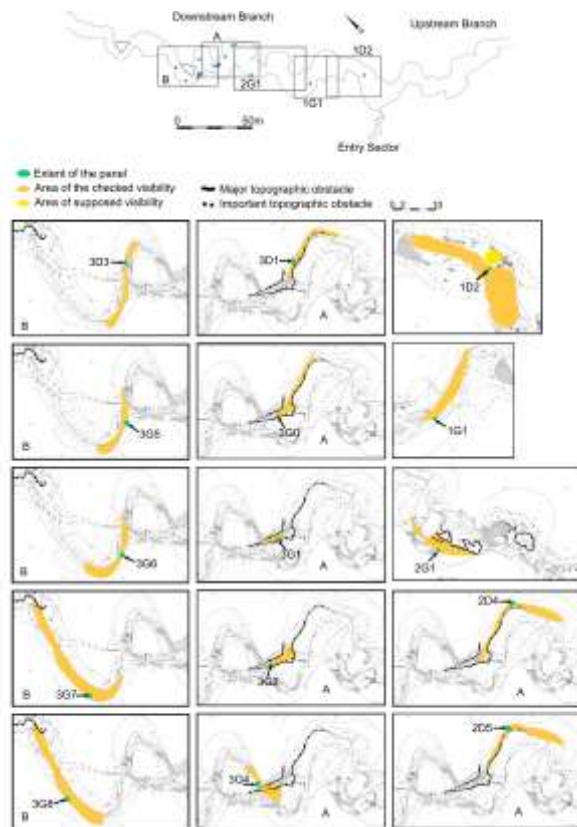 Downstream Branch
Upstream Branch
A
1D2
B
2G1
1G1
0 50m
Entry Sector
Extent of the panel
Area of the checked visibility
Area of supposed visibility
Major topographic obstacle
Important topographic obstacle
3D3
B
3D1
A
1D2
3G5
B
A
1G1
3G6
B
A
2G1
3G7
B
A
2D4
A
3G8
B
A
2D5
A